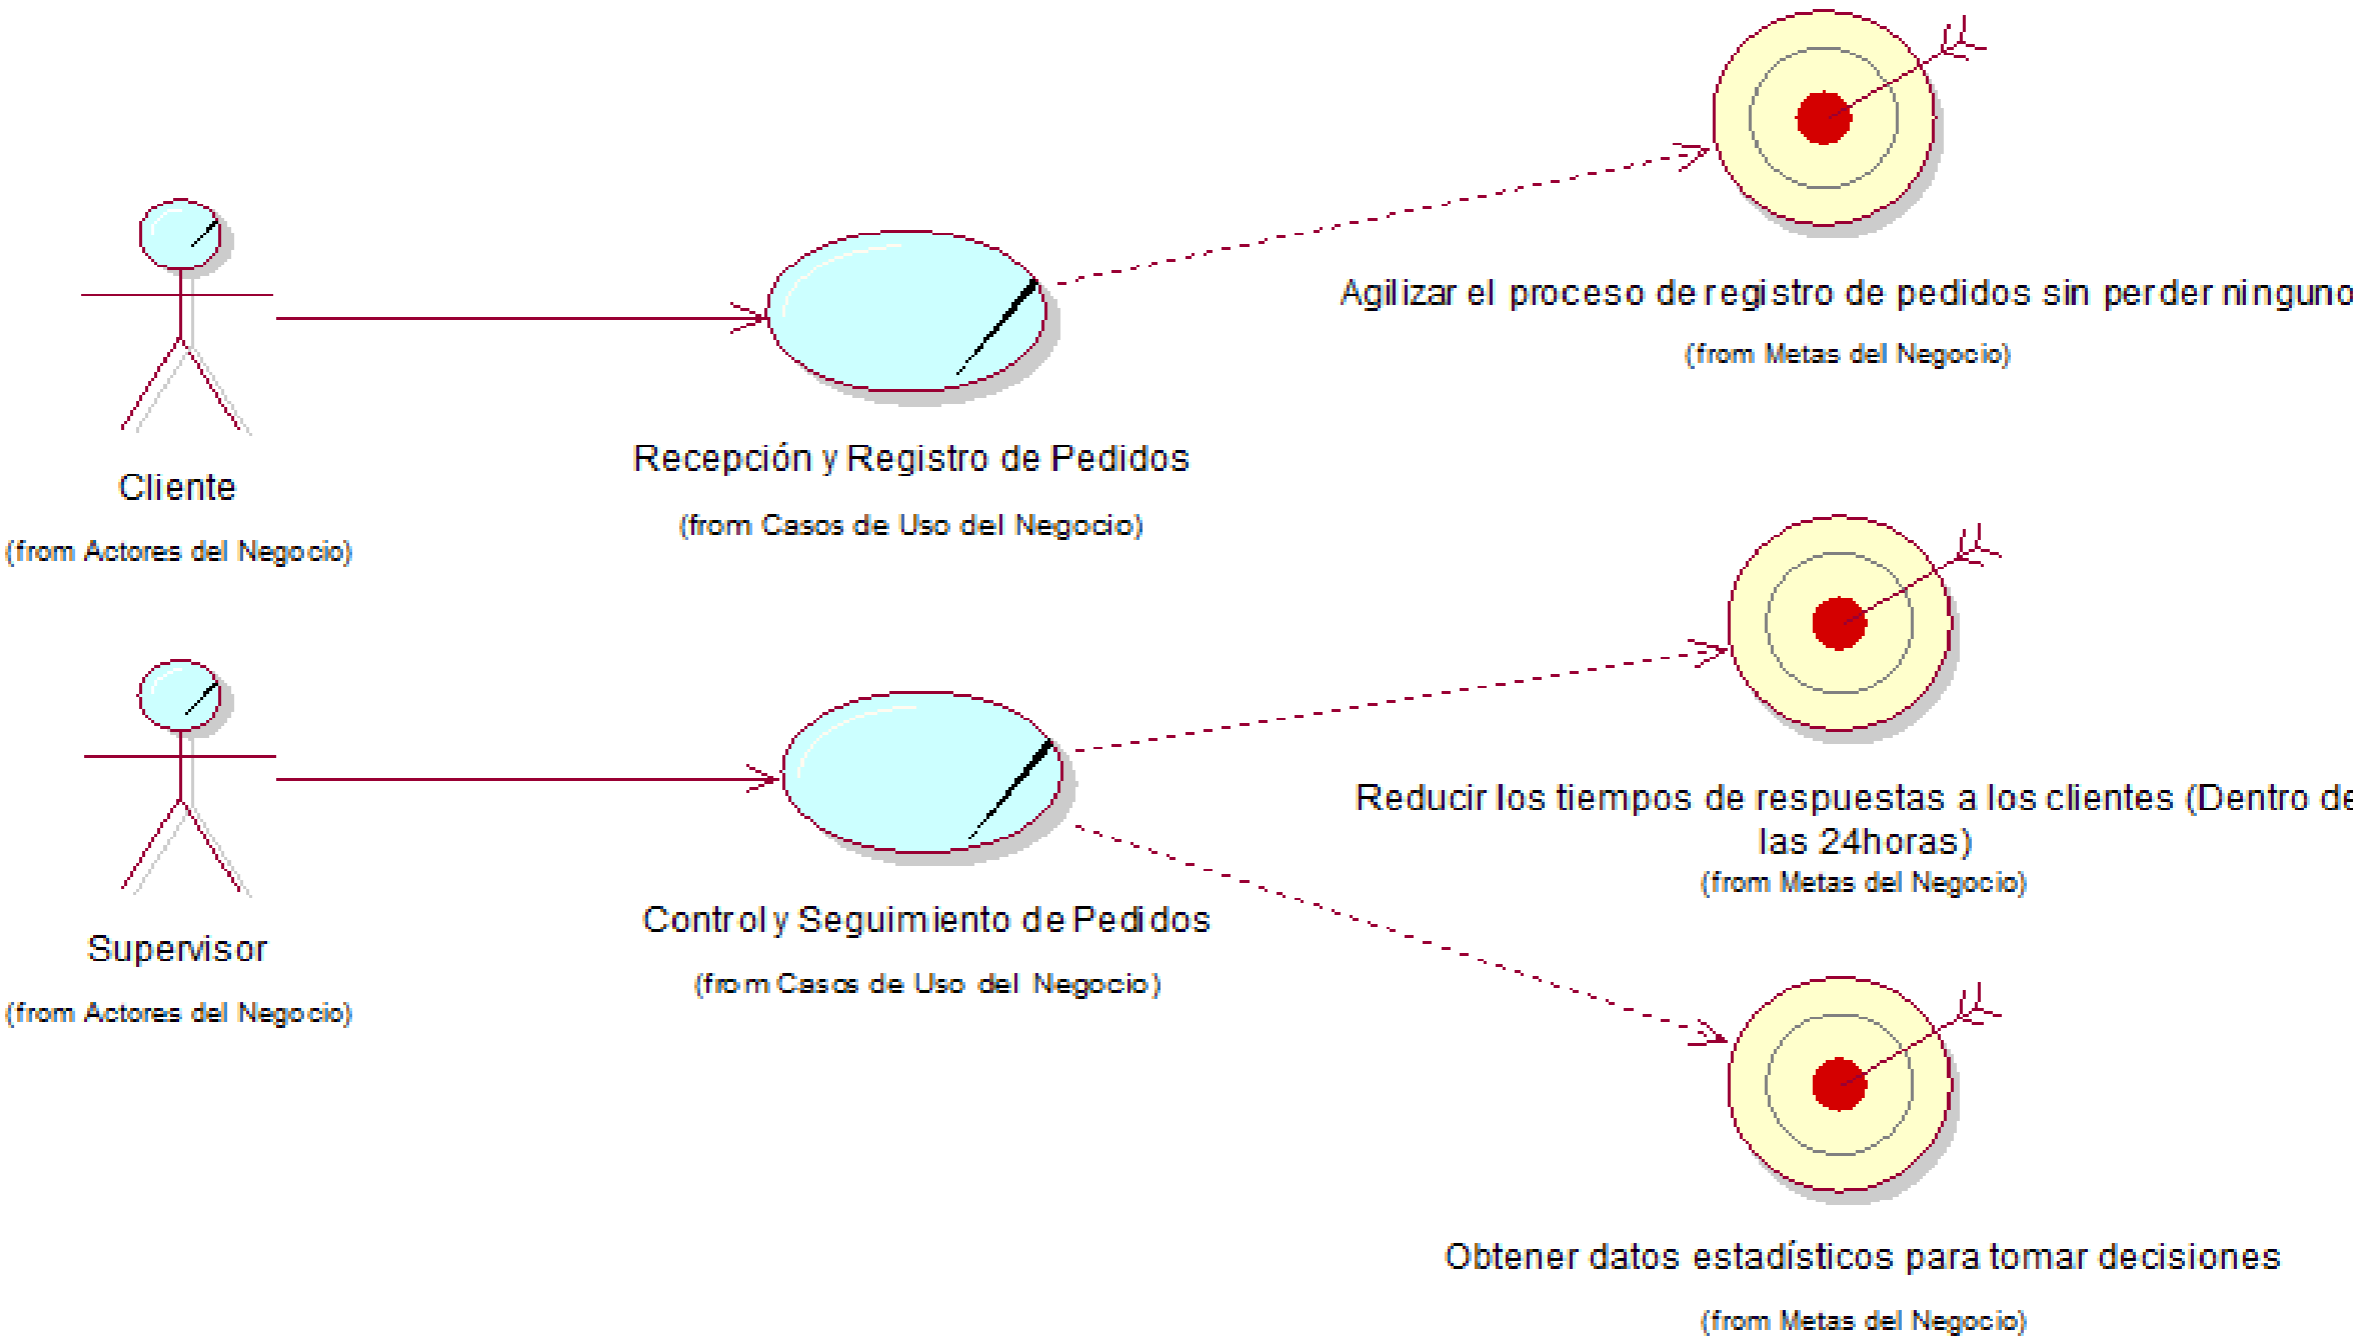 Agilizar el proceso de registro de pedidos sin perder ninguno
(from Metas del Negocio)
Recepción y Registro de Pedidos
(from Casos de Uso del Negocio)
Cliente
(from Actores del Negocio)
Reducir los tiempos de respuestas a los clientes (Dentro de
las 24horas)
(from Metas del Negocio)
Control y Seguimiento de Pedidos
(from Casos de Uso del Negocio)
Supervisor
(from Actores del Negocio)
Obtener datos estadísticos para tomar decisiones
(from Metas del Negocio)